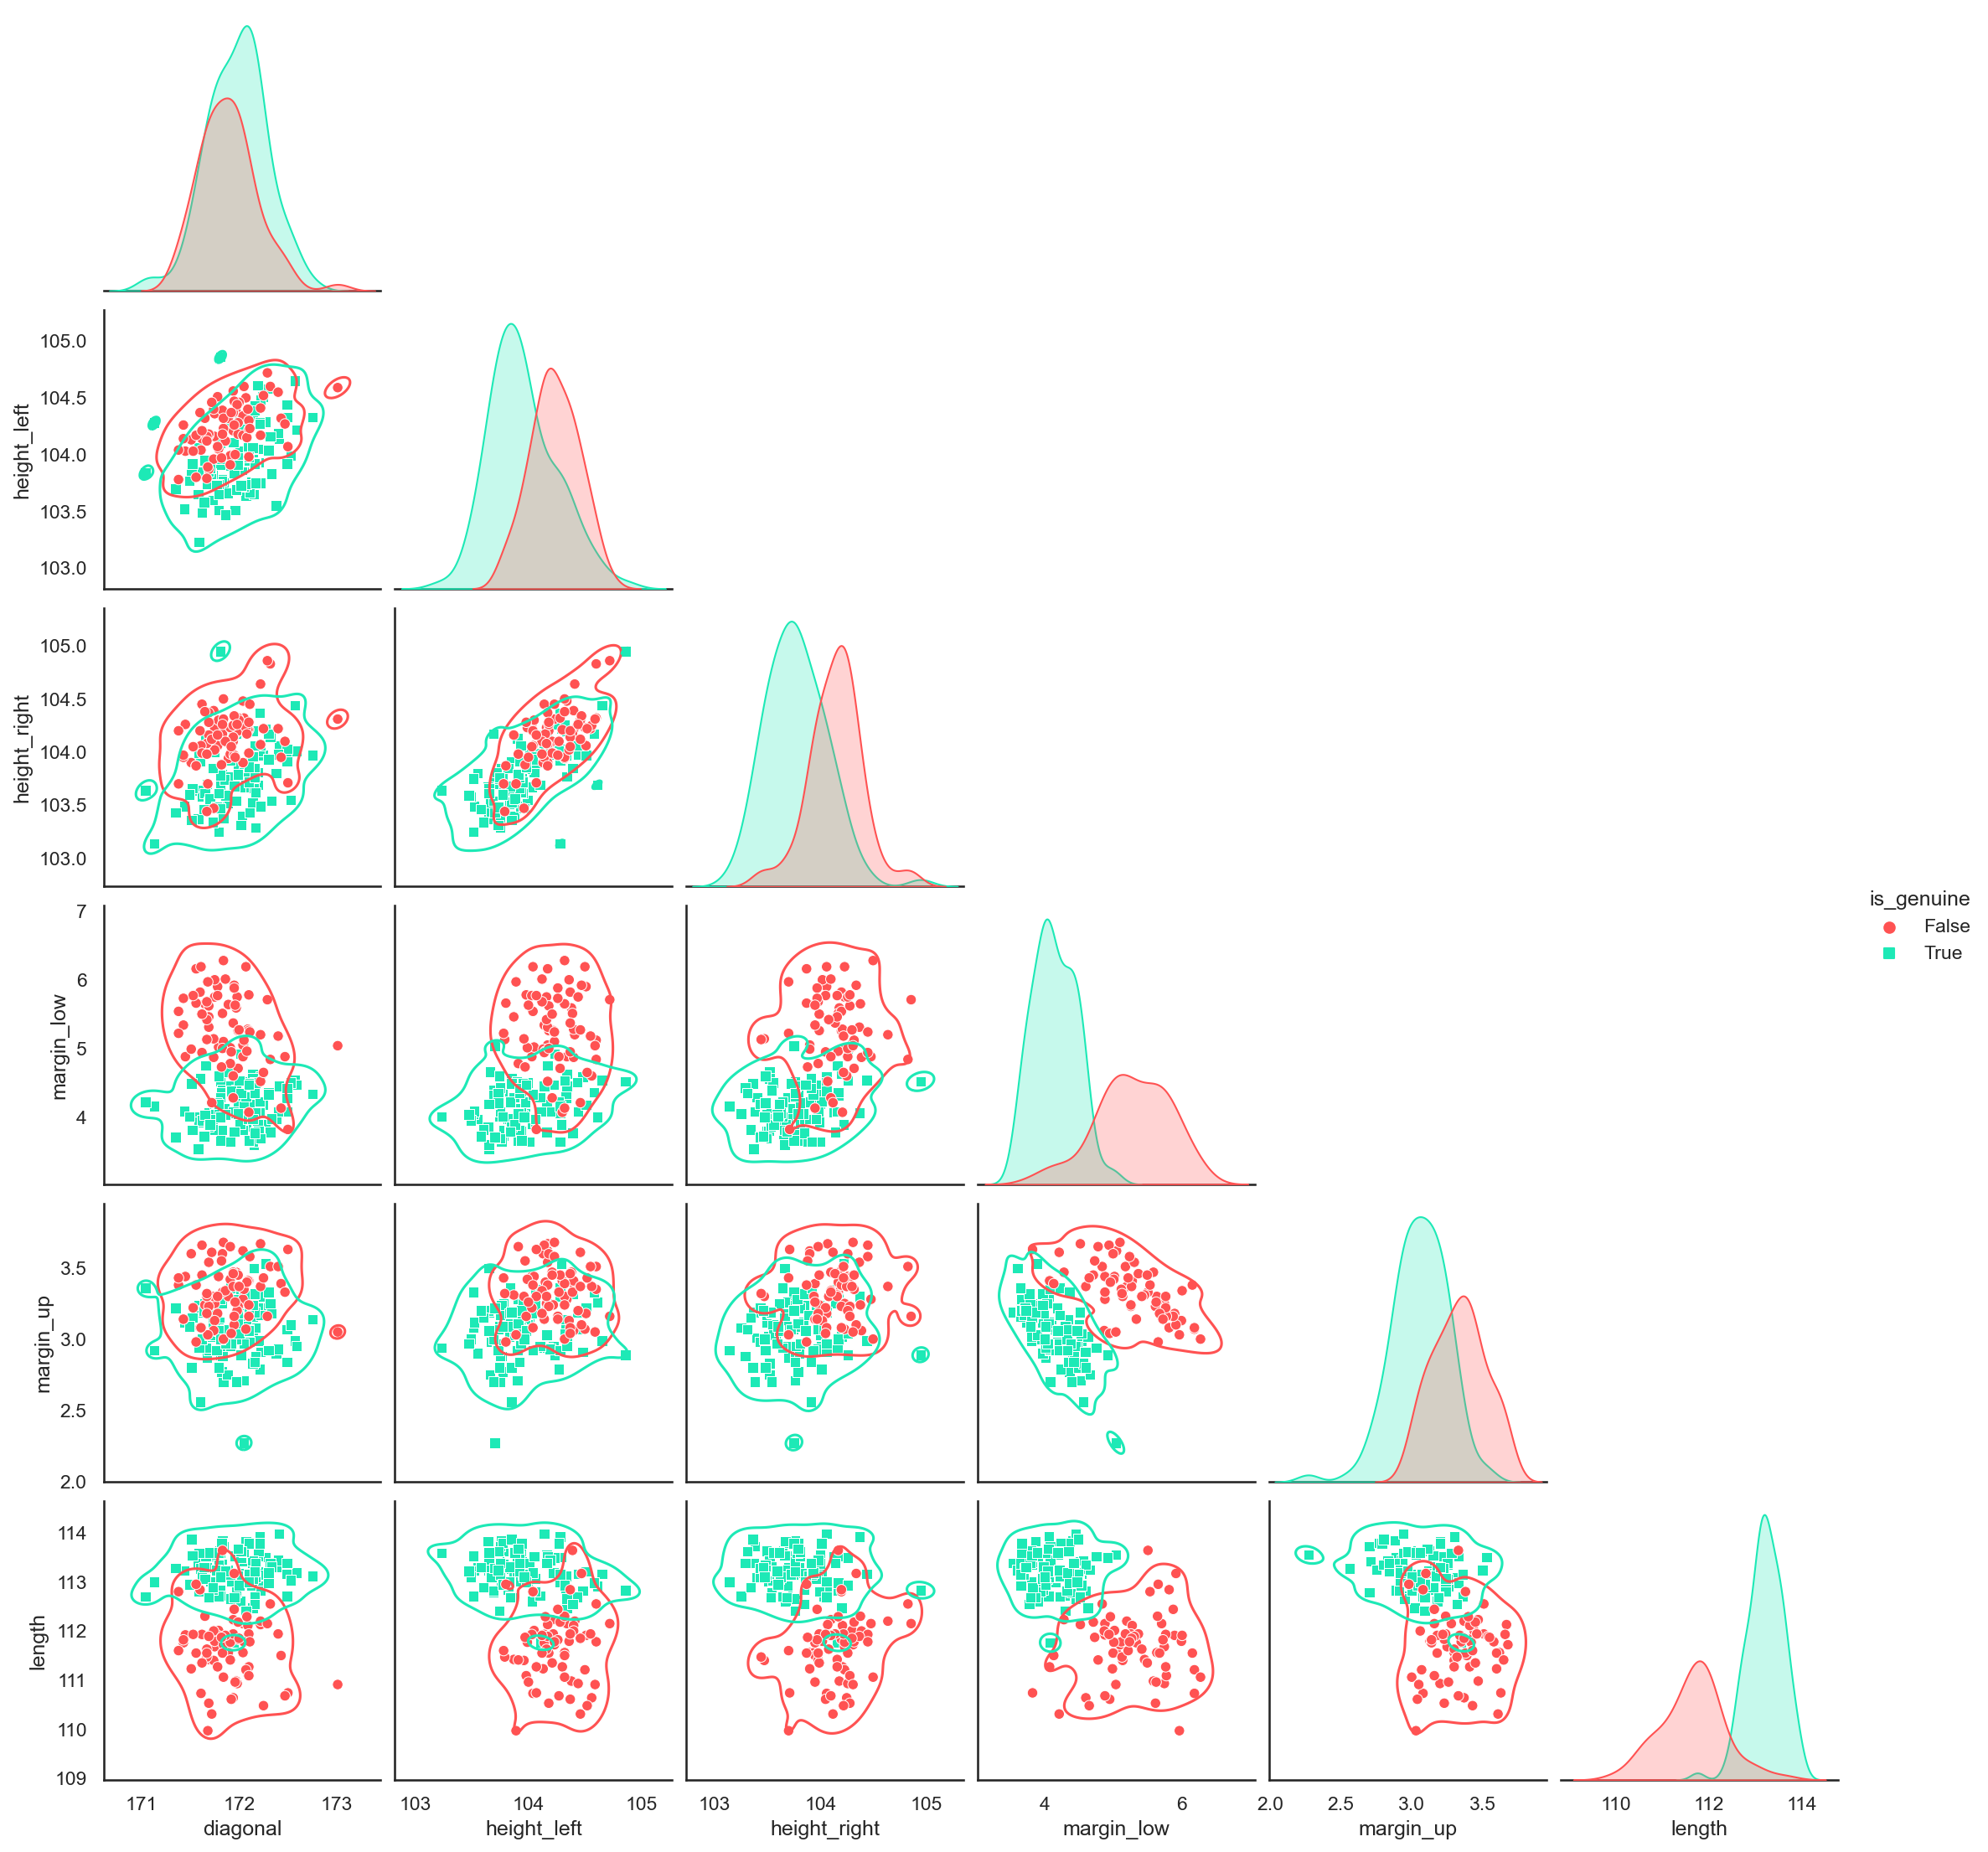 105.0
104.5
104.0
103.5
103.0
height_left
105.0
104.5
104.0
103.5
103.0
height_right
7
6
5
4
margin_low
3.5
3.0
2.5
2.0
margin_up
114
113
112
111
110
109
length
171 172 173
diagonal
103 104 105
height_left
103 104 105
height_right
4 6
margin_low
2.0 2.5 3.0 3.5
margin_up
110 112 114
length
is_genuine
False
True